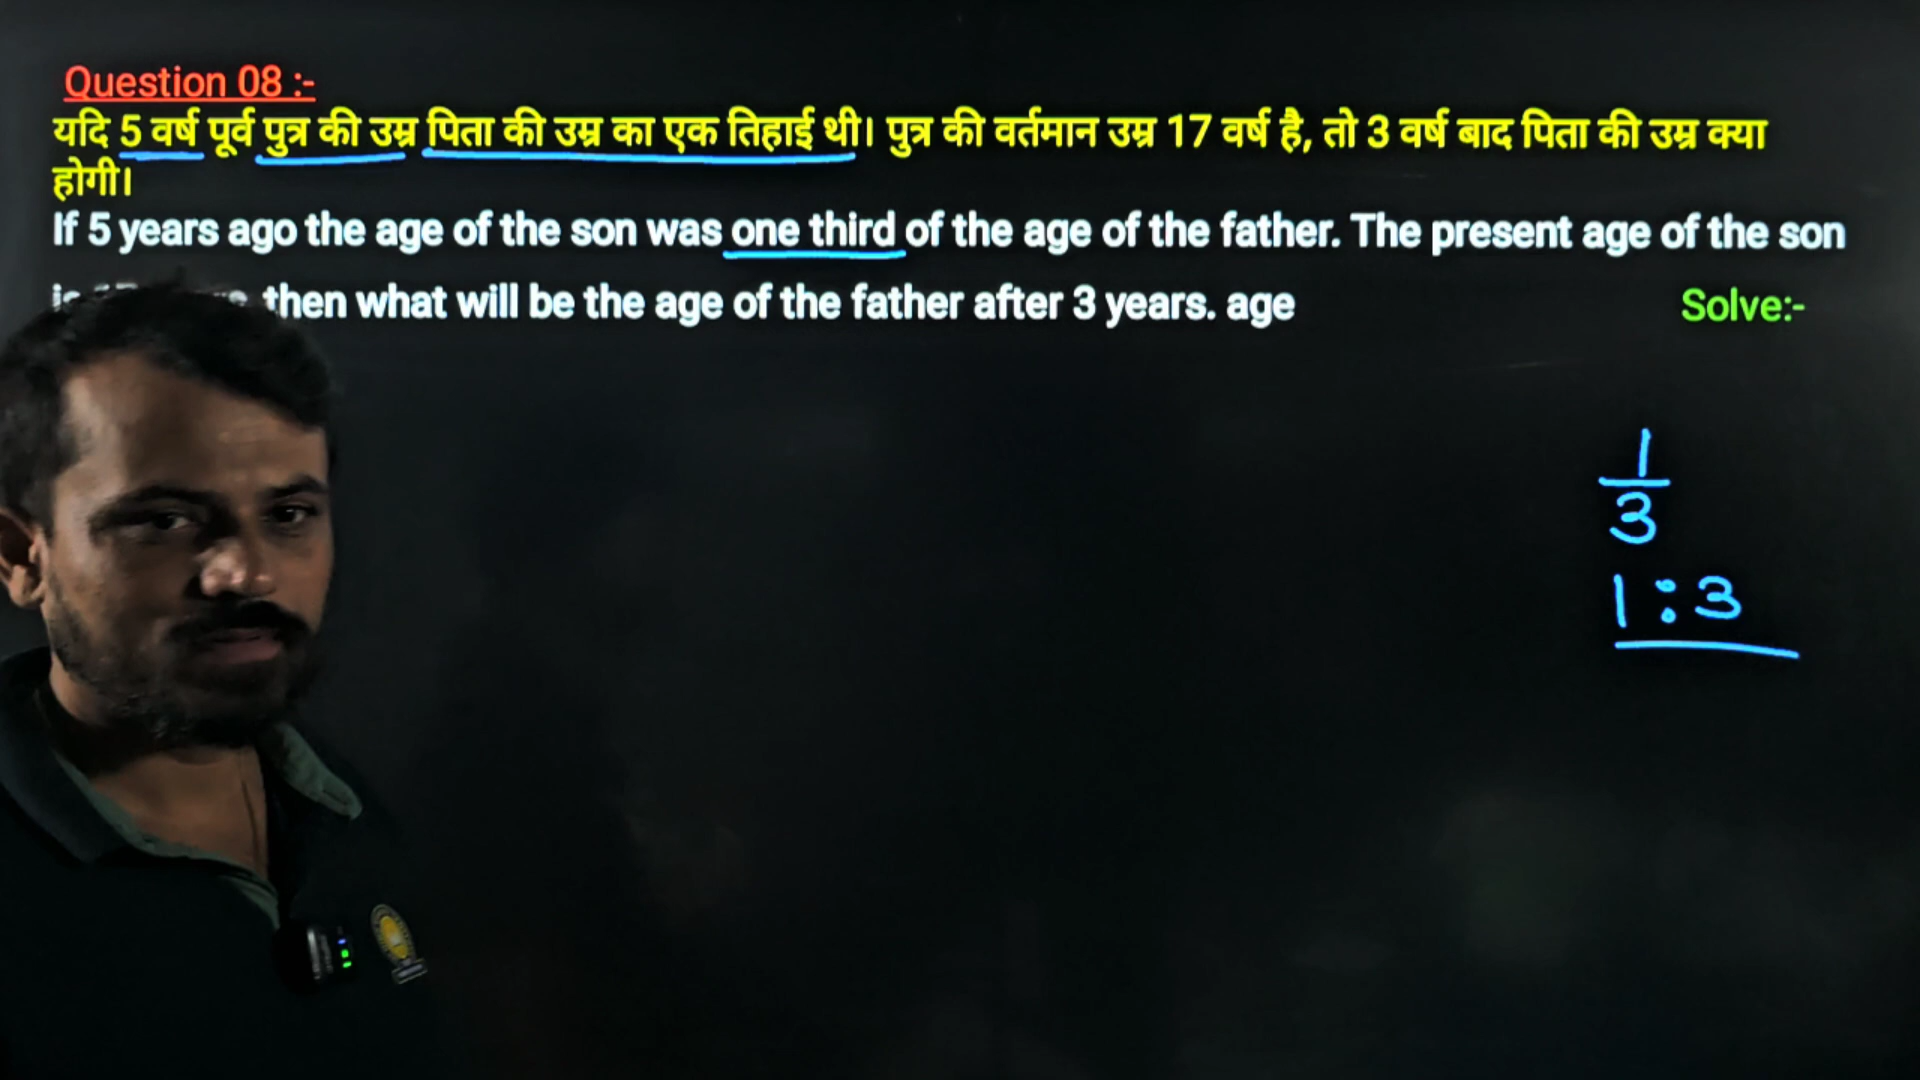 Question 08 :-
यदि 5 वर्ष पूर्व पुत्र की उम्र पिता की उम्र का एक तिहाई थी। पुत्र की वर्तमान उम्र 17 वर्ष है, तो 3 वर्ष बाद पिता की उम्र क्या
होगी।
If 5 years ago the age of the son was one third of the age of the father. The present age of the son
then what will be the age of the father after 3 years. age
Solve:-
1
3
1 : 3